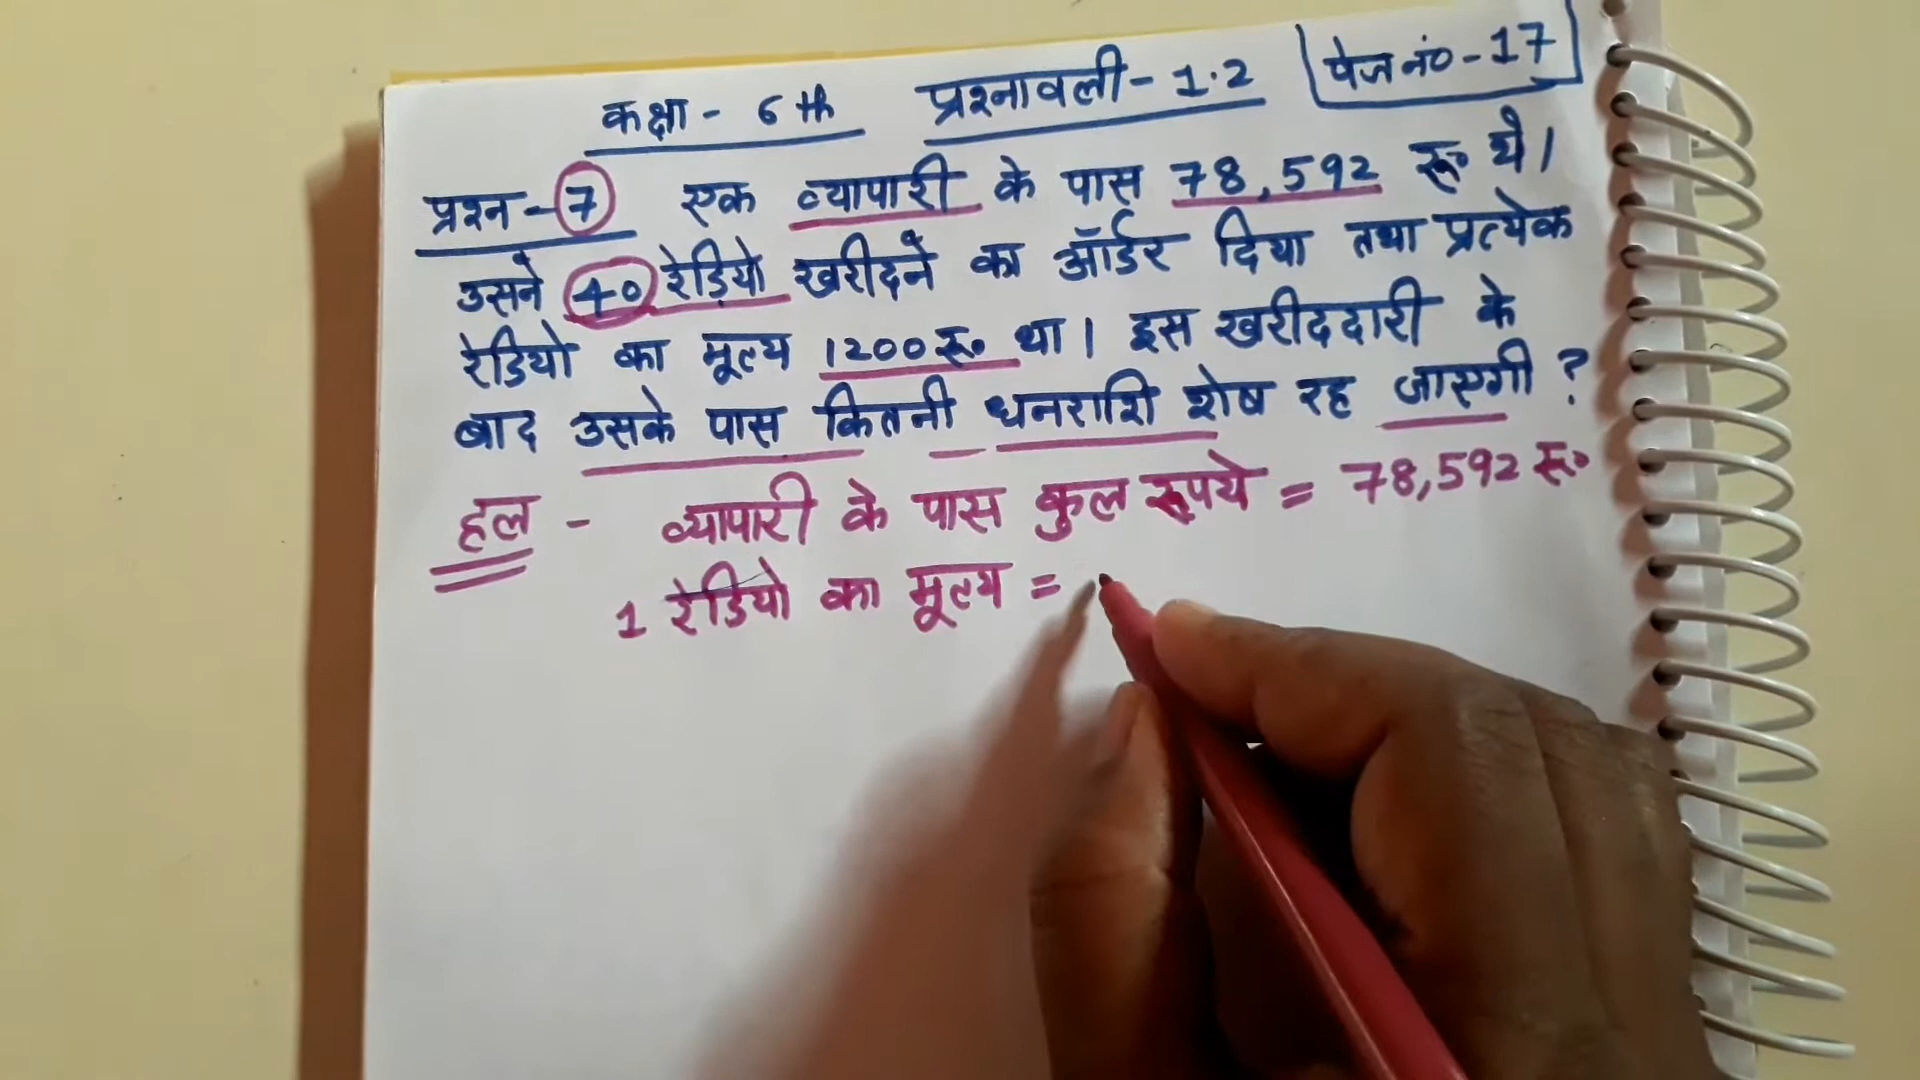 कक्षा - 6th प्रश्नावली - 1.2 पेज नं० - 17
प्रश्न - 7 एक व्यापारी के पास 78,592 रू० थे।
उसने 40 रेडियो खरीदने का ऑर्डर दिया तथा प्रत्येक
रेडियो का मूल्य 1200 रू० था। इस खरीददारी के
बाद उसके पास कितनी धनराशि शेष रह जाएगी ?
हल - व्यापारी के पास कुल रूपये = 78,592 रू०
1 रेडियो का मूल्य =